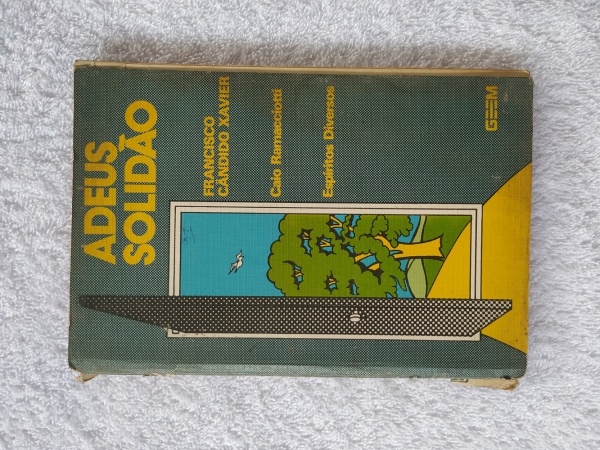 ADEUS
SOLIDÃO
FRANCISCO
CÂNDIDO XAVIER
Caio Ramacciotti
Espíritos Diversos
GEEM